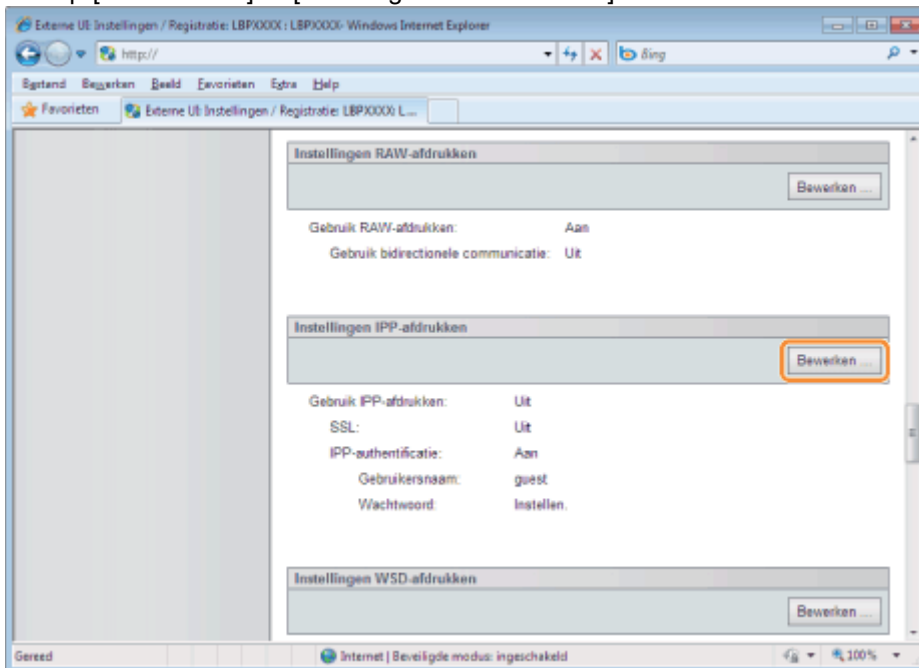 Externe UI: Instellingen / Registratie: LBPXXXX : LBPXXXX- Windows Internet Explorer
http://
Bing
Bestand Bewerken Beeld Favorieten Extra Help
Favorieten Externe UI: Instellingen / Registratie: LBPXXXX: L...
Instellingen RAW-afdrukken
Bewerken ...
Gebruik RAW-afdrukken: Aan
Gebruik bidirectionele communicatie: Uit
Instellingen IPP-afdrukken
Bewerken ...
Gebruik IPP-afdrukken: Uit
SSL: Uit
IPP-authentificatie: Aan
Gebruikersnaam: guest
Wachtwoord: Instellen.
Instellingen WSD-afdrukken
Bewerken ...
Gereed Internet | Beveiligde modus: ingeschakeld 100%